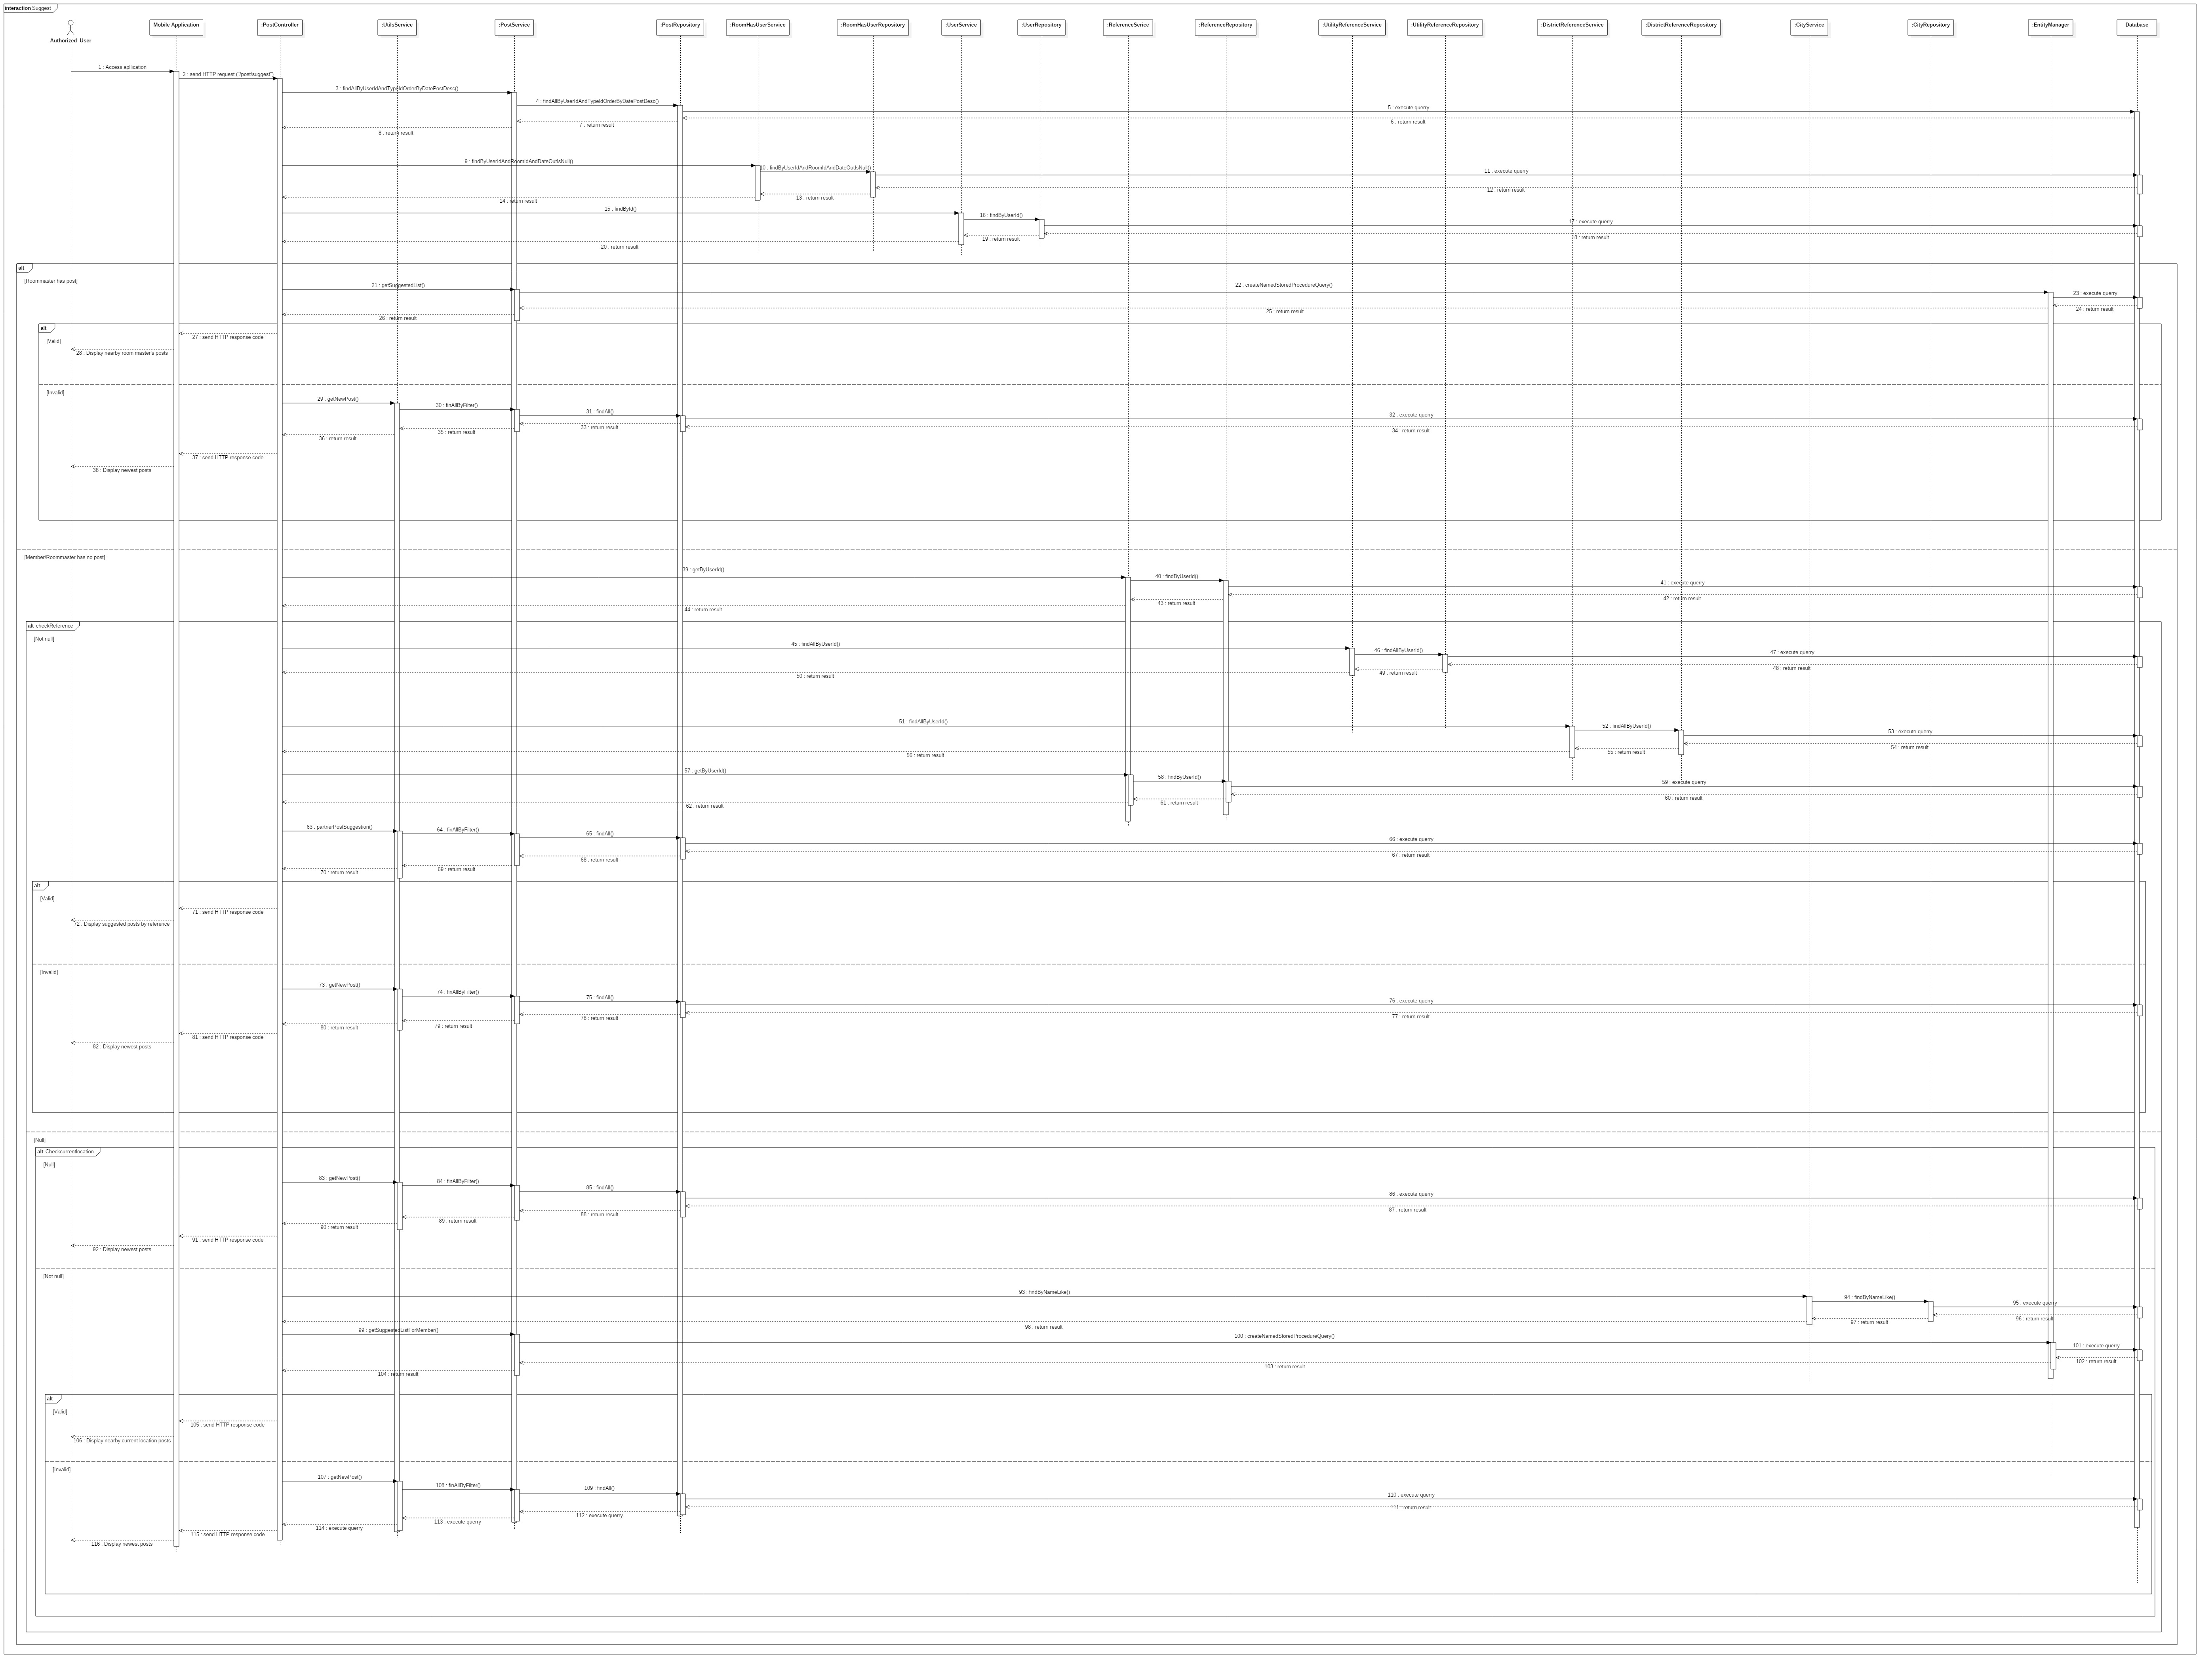 interaction Suggest
Authorized_User
Mobile Application
:PostController
:UtilsService
:PostService
:PostRepository
:RoomHasUserService
:RoomHasUserRepository
:UserService
:UserRepository
:ReferenceSerice
:ReferenceRepository
:UtilityReferenceService
:UtilityReferenceRepository
:DistrictReferenceService
:DistrictReferenceRepository
:CityService
:CityRepository
:EntityManager
Database
1 : Access apllication
2 : send HTTP request ("/post/suggest")
3 : findAllByUserIdAndTypeIdOrderByDatePostDesc()
4 : findAllByUserIdAndTypeIdOrderByDatePostDesc()
5 : execute querry
6 : return result
7 : return result
8 : return result
9 : findByUserIdAndRoomIdAndDateOutIsNull()
10 : findByUserIdAndRoomIdAndDateOutIsNull()
11 : execute querry
12 : return result
13 : return result
14 : return result
15 : findById()
16 : findByUserId()
17 : execute querry
18 : return result
19 : return result
20 : return result
alt
[Roommaster has post]
21 : getSuggestedList()
22 : createNamedStoredProcedureQuery()
23 : execute querry
24 : return result
25 : return result
26 : return result
alt
[Valid]
27 : send HTTP response code
28 : Display nearby room master's posts
[Invalid]
29 : getNewPost()
30 : finAllByFilter()
31 : findAll()
32 : execute querry
33 : return result
34 : return result
35 : return result
36 : return result
37 : send HTTP response code
38 : Display newest posts
[Member/Roommaster has no post]
39 : getByUserId()
40 : findByUserId()
41 : execute querry
42 : return result
43 : return result
44 : return result
alt checkReference
[Not null]
45 : findAllByUserId()
46 : findAllByUserId()
47 : execute querry
48 : return result
49 : return result
50 : return result
51 : findAllByUserId()
52 : findAllByUserId()
53 : execute querry
54 : return result
55 : return result
56 : return result
57 : getByUserId()
58 : findByUserId()
59 : execute querry
60 : return result
61 : return result
62 : return result
63 : partnerPostSuggestion()
64 : finAllByFilter()
65 : findAll()
66 : execute querry
67 : return result
68 : return result
69 : return result
70 : return result
alt
[Valid]
71 : send HTTP response code
72 : Display suggested posts by reference
[Invalid]
73 : getNewPost()
74 : finAllByFilter()
75 : findAll()
76 : execute querry
77 : return result
78 : return result
79 : return result
80 : return result
81 : send HTTP response code
82 : Display newest posts
[Null]
alt Checkcurrentlocation
[Null]
83 : getNewPost()
84 : finAllByFilter()
85 : findAll()
86 : execute querry
87 : return result
88 : return result
89 : return result
90 : return result
91 : send HTTP response code
92 : Display newest posts
[Not null]
93 : findByNameLike()
94 : findByNameLike()
95 : execute querry
96 : return result
97 : return result
98 : return result
99 : getSuggestedListForMember()
100 : createNamedStoredProcedureQuery()
101 : execute querry
102 : return result
103 : return result
104 : return result
alt
[Valid]
105 : send HTTP response code
106 : Display nearby current location posts
[Invalid]
107 : getNewPost()
108 : finAllByFilter()
109 : findAll()
110 : execute querry
111 : return result
112 : execute querry
113 : execute querry
114 : execute querry
115 : send HTTP response code
116 : Display newest posts